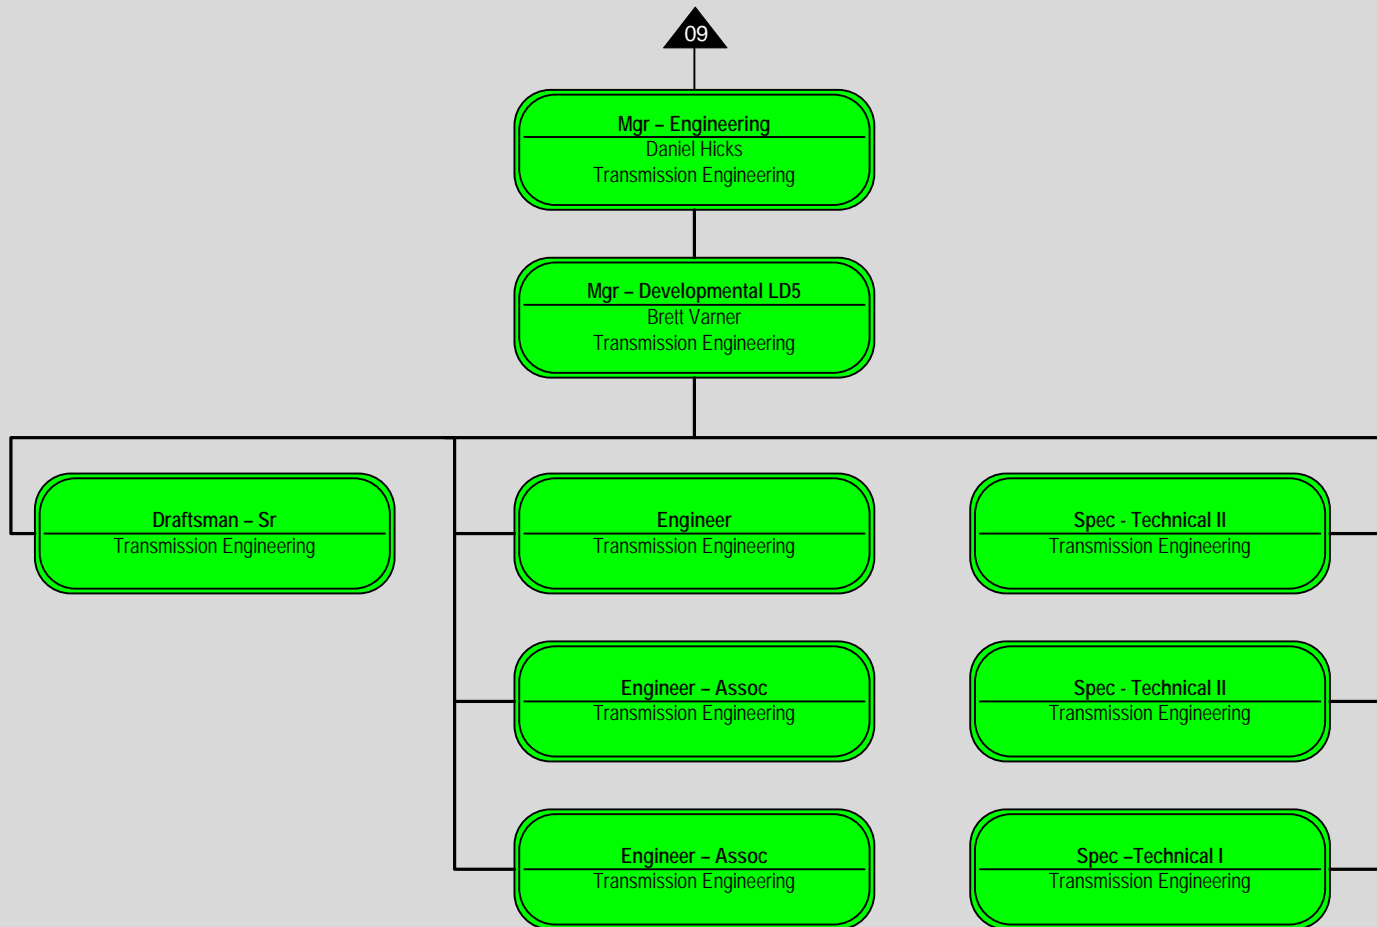 09
Mgr – Engineering
Daniel Hicks
Transmission Engineering
Mgr – Developmental LD5
Brett Varner
Transmission Engineering
Draftsman – Sr
Transmission Engineering
Engineer
Transmission Engineering
Spec - Technical II
Transmission Engineering
Engineer – Assoc
Transmission Engineering
Spec - Technical II
Transmission Engineering
Engineer – Assoc
Transmission Engineering
Spec –Technical I
Transmission Engineering